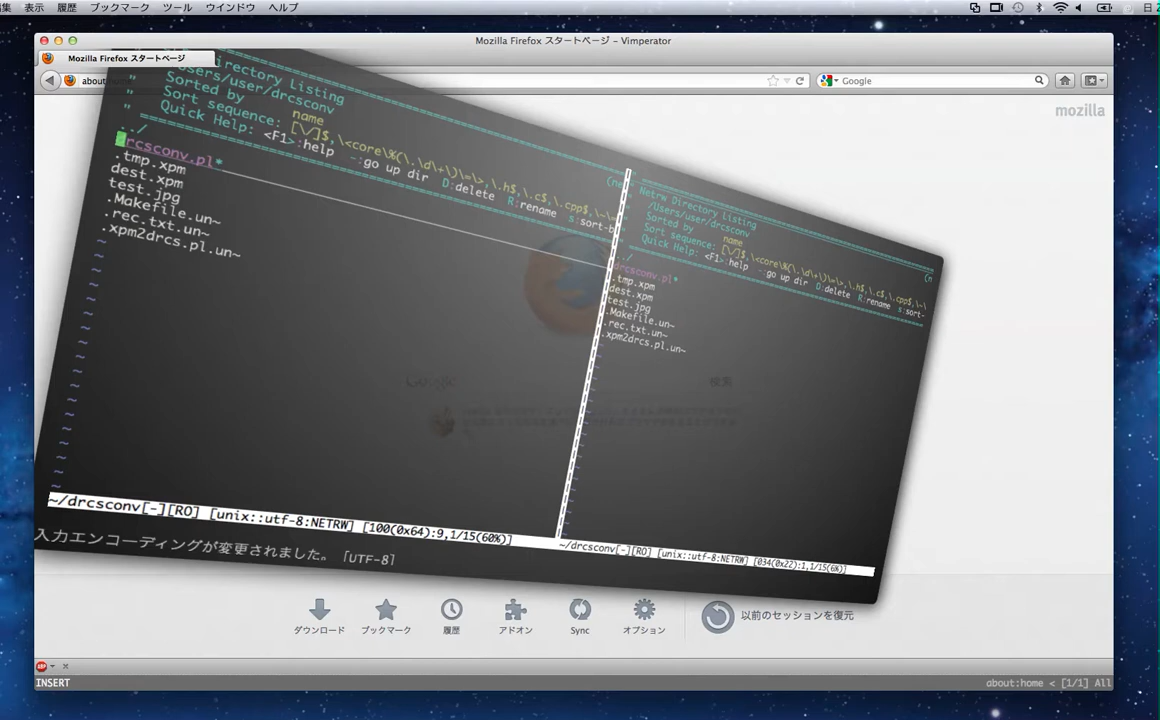 表示 履歴 ブックマーク ツール ウインドウ ヘルプ
Mozilla Firefox スタートページ - Vimperator
Mozilla Firefox スタートページ
Google
mozilla
Directory Listing
Users/user/drcsconv
" Sorted by name
" Sort sequence: [\/]$,\<core\%(\.\d\+\)\=\>,\.h$,\.c$,\.cpp$,\~\=
" Quick Help: <F1>:help -:go up dir D:delete R:rename s:sort-b
../
drcsconv.pl*
.tmp.xpm
dest.xpm
test.jpg
.Makefile.un~
.rec.txt.un~
.xpm2drcs.pl.un~
~/drcsconv[-][RO] [unix::utf-8:NETRW] [100(0x64):9,1/15(60%)]
入力エンコーディングが変更されました。 [UTF-8]
Netrw Directory Listing
/Users/user/drcsconv
Sorted by name
Sort sequence: [\/]$,\<core\%(\.\d\+\)\=\>,\.h$,\.c$,\.cpp$,\~\
Quick Help: <F1>:help -:go up dir D:delete R:rename s:sort-
../
drcsconv.pl*
.tmp.xpm
dest.xpm
test.jpg
.Makefile.un~
.rec.txt.un~
.xpm2drcs.pl.un~
~/drcsconv[-][RO] [unix::utf-8:NETRW] [034(0x22):1,1/15(6%)]
Google 検索
ダウンロード ブックマーク 履歴 アドオン Sync オプション 以前のセッションを復元
INSERT about:home < [1/1] All